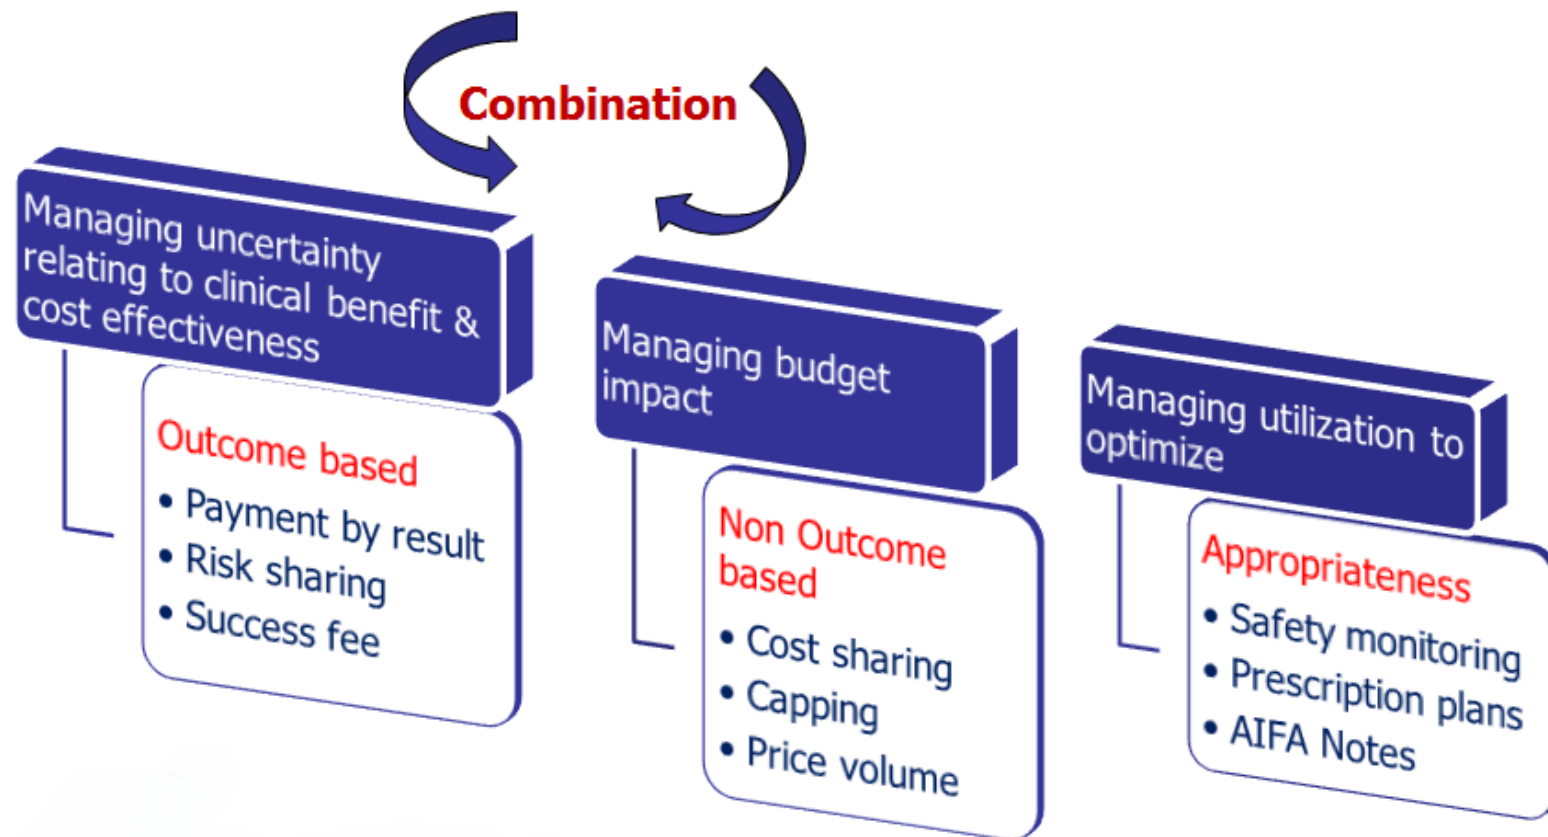 Combination
Managing uncertainty
relating to clinical benefit &
cost effectiveness
Outcome based
• Payment by result
• Risk sharing
• Success fee
Managing budget
impact
Non Outcome
based
• Cost sharing
• Capping
• Price volume
Managing utilization to
optimize
Appropriateness
• Safety monitoring
• Prescription plans
• AIFA Notes